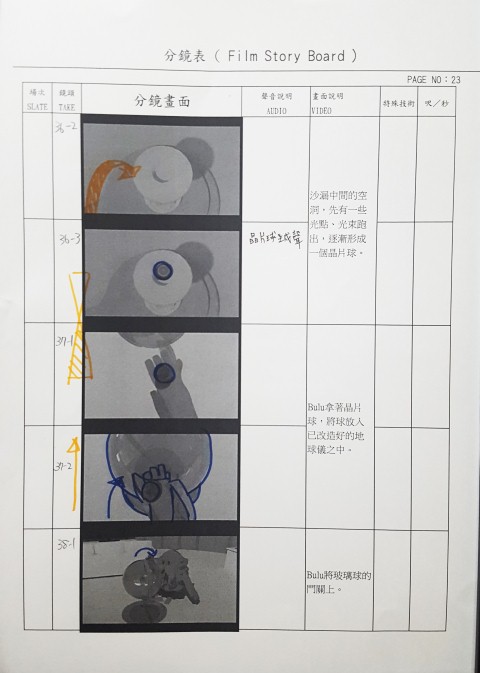 分鏡表 ( Film Story Board )
PAGE NO：23
場次 鏡頭 分鏡畫面 聲音說明 畫面說明 特殊技術 呎／秒
SLATE TAKE AUDIO VIDEO
36-2
沙漏中間的空
洞，先有一些
光點、光束跑
出，逐漸形成
一個晶片球。
36-3
晶片球生成聲
37-1
Bulu拿著晶片
球，將球放入
已改造好的地
球儀之中。
37-2
38-1
Bulu將玻璃球的
門關上。